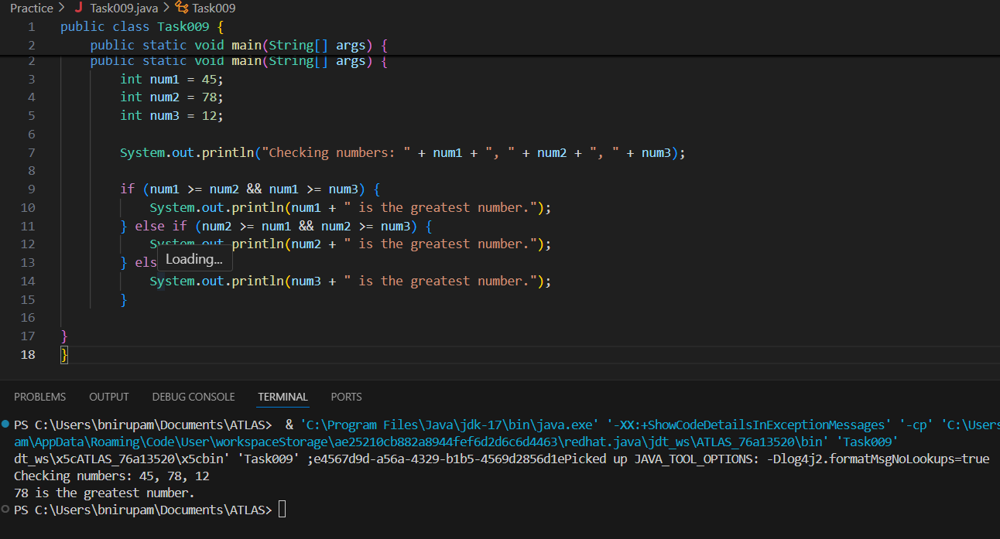 Practice > J Task009.java > Task009
1 public class Task009 {
2 public static void main(String[] args) {
2 public static void main(String[] args) {
3 int num1 = 45;
4 int num2 = 78;
5 int num3 = 12;
6
7 System.out.println("Checking numbers: " + num1 + ", " + num2 + ", " + num3);
8
9 if (num1 >= num2 && num1 >= num3) {
10 System.out.println(num1 + " is the greatest number.");
11 } else if (num2 >= num1 && num2 >= num3) {
12 System.out.println(num2 + " is the greatest number.");
13 } els
Loading...
14 System.out.println(num3 + " is the greatest number.");
15 }
16
17 }
18 }
PROBLEMS OUTPUT DEBUG CONSOLE TERMINAL PORTS
PS C:\Users\bnirupam\Documents\ATLAS> & 'C:\Program Files\Java\jdk-17\bin\java.exe' '-XX:+ShowCodeDetailsInExceptionMessages' '-cp' 'C:\Users
am\AppData\Roaming\Code\User\workspaceStorage\ae25210cb882a8944fef6d2d6c6d4463\redhat.java\jdt_ws\ATLAS_76a13520\bin' 'Task009'
dt_ws\x5cATLAS_76a13520\x5cbin' 'Task009' ;e4567d9d-a56a-4329-b1b5-4569d2856d1ePicked up JAVA_TOOL_OPTIONS: -Dlog4j2.formatMsgNoLookups=true
Checking numbers: 45, 78, 12
78 is the greatest number.
PS C:\Users\bnirupam\Documents\ATLAS>